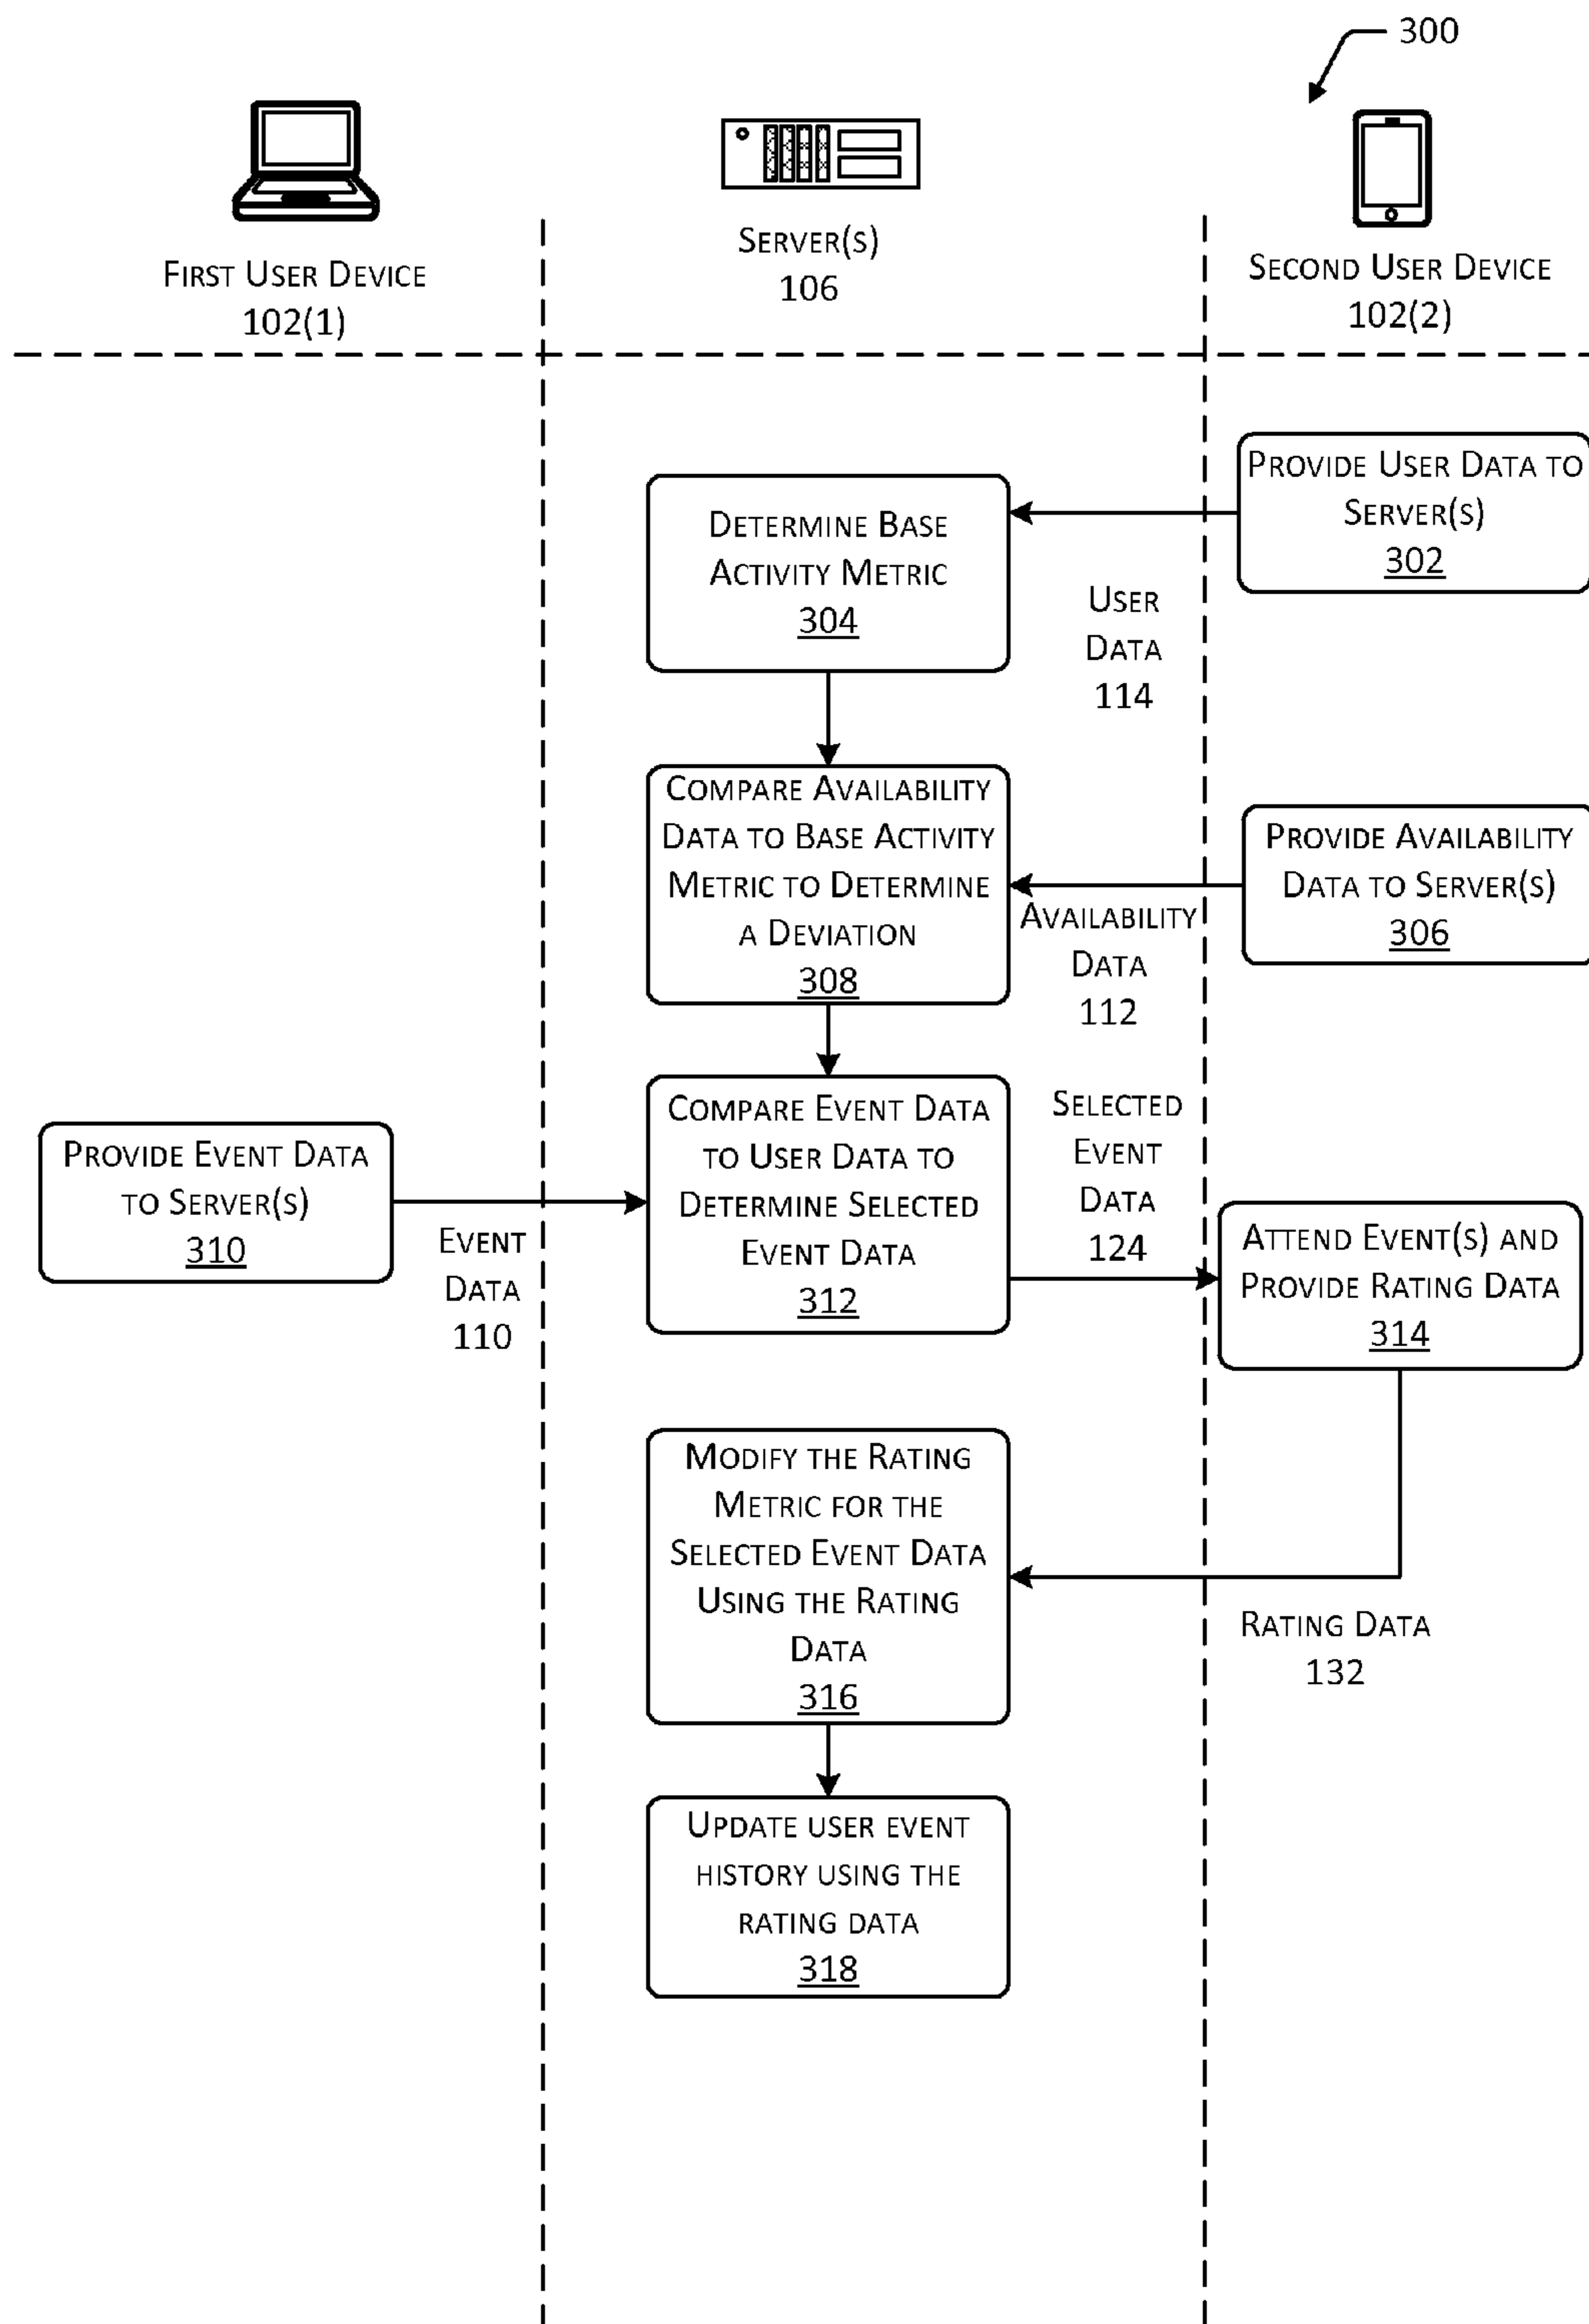 300
First User Device
102(1)
Server(s)
106
Second User Device
102(2)
Provide User Data to
Server(s)
302
Determine Base
Activity Metric
304
User
Data
114
Compare Availability
Data to Base Activity
Metric to Determine
a Deviation
308
Provide Availability
Data to Server(s)
306
Availability
Data
112
Provide Event Data
to Server(s)
310
Event
Data
110
Compare Event Data
to User Data to
Determine Selected
Event Data
312
Selected
Event
Data
124
Attend Event(s) and
Provide Rating Data
314
Modify the Rating
Metric for the
Selected Event Data
Using the Rating
Data
316
Rating Data
132
Update user event
history using the
rating data
318